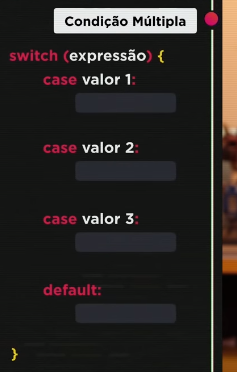 Condição Múltipla
switch (expressão) {
case valor 1:
case valor 2:
case valor 3:
default:
}